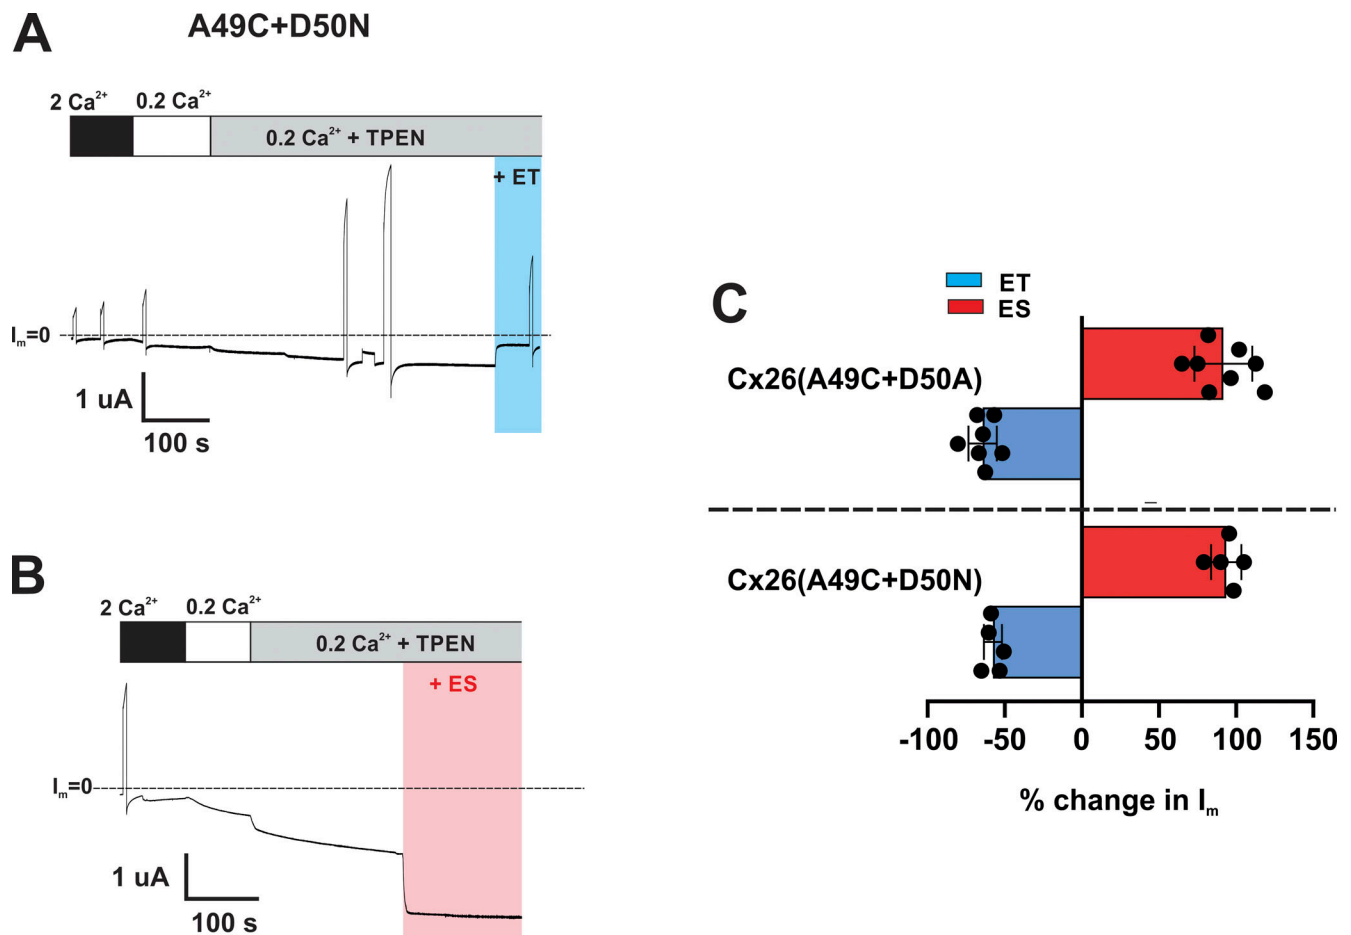 A
A49C+D50N
2 Ca²⁺ 0.2 Ca²⁺
0.2 Ca²⁺ + TPEN
+ ET
Iₘ=0
1 uA
100 s
B
2 Ca²⁺ 0.2 Ca²⁺
0.2 Ca²⁺ + TPEN
+ ES
Iₘ=0
1 uA
100 s
C
ET
ES
Cx26(A49C+D50A)
Cx26(A49C+D50N)
-100 -50 0 50 100 150
% change in Iₘ